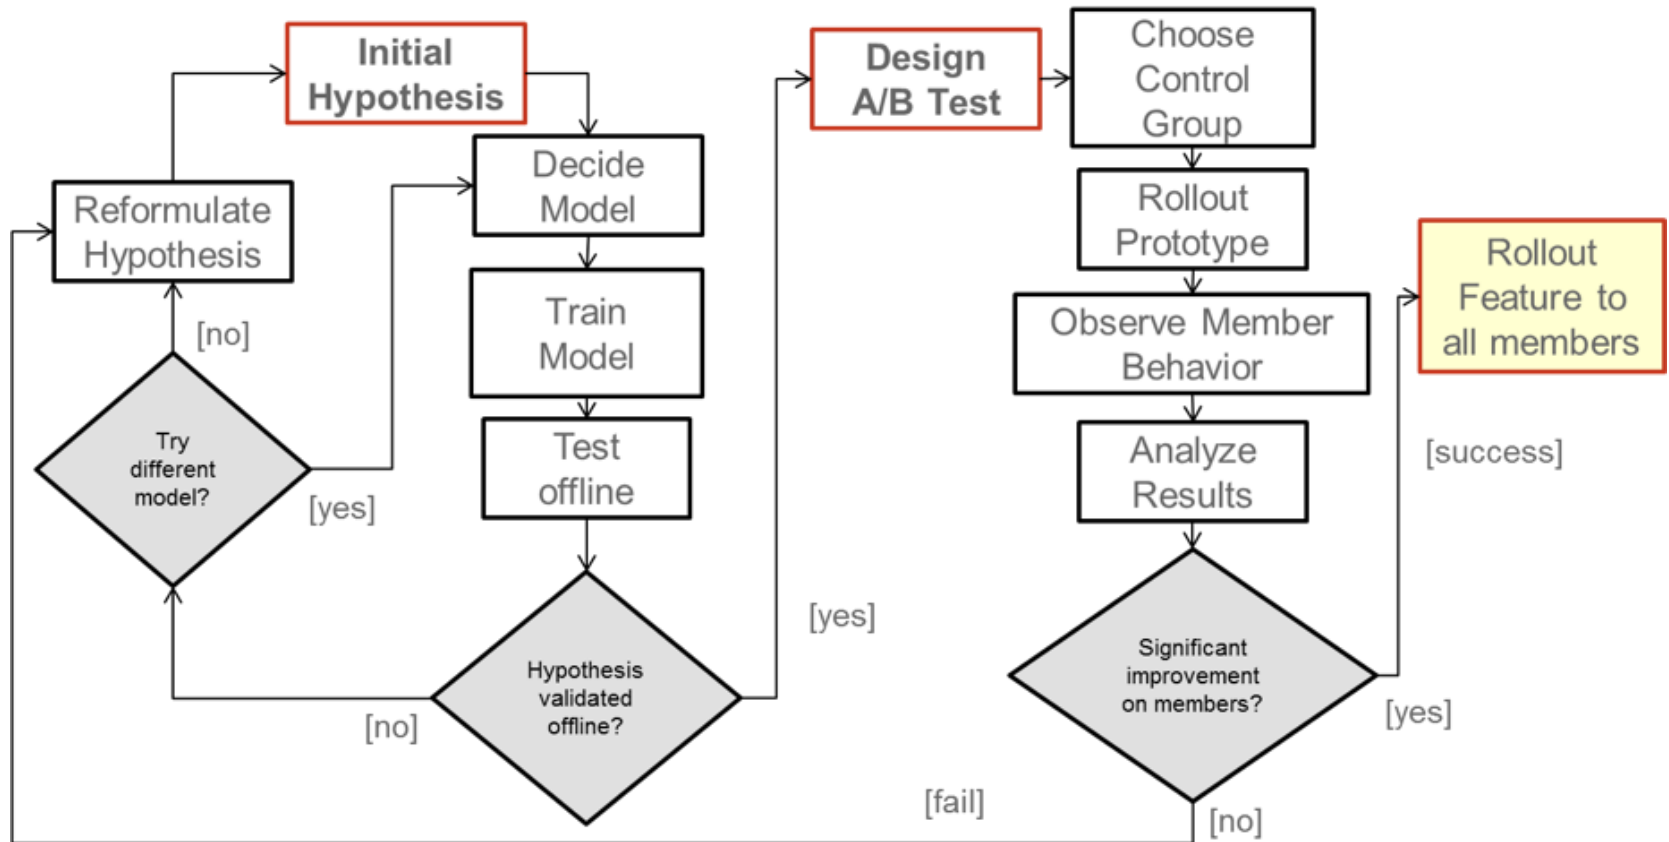 Initial
Hypothesis
Decide
Model
Train
Model
Test
offline
Hypothesis
validated
offline?
[no]
[yes]
Try
different
model?
[yes]
[no]
Reformulate
Hypothesis
Design
A/B Test
Choose
Control
Group
Rollout
Prototype
Observe Member
Behavior
Analyze
Results
Significant
improvement
on members?
[yes]
[success]
Rollout
Feature to
all members
[no]
[fail]